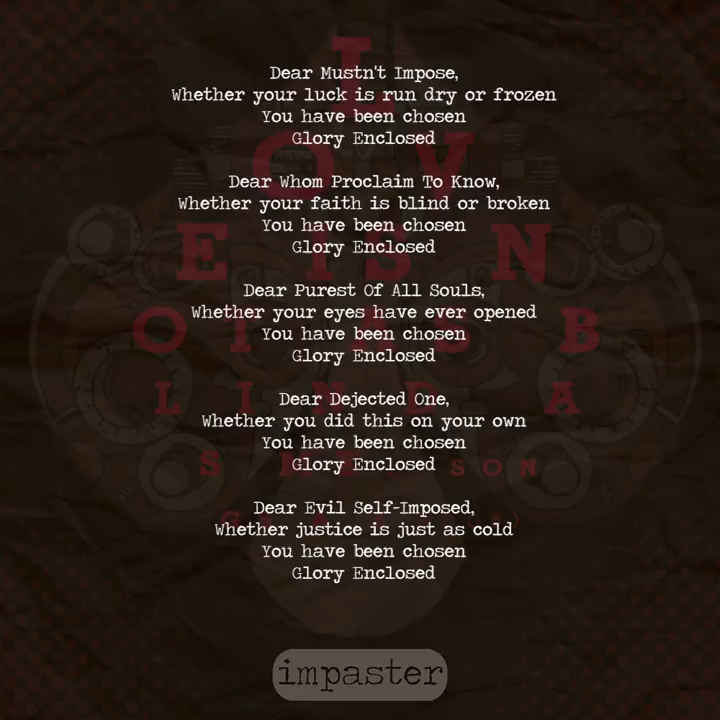 Dear Mustn't Impose,
Whether your luck is run dry or frozen
You have been chosen
Glory Enclosed
Dear Whom Proclaim To Know,
Whether your faith is blind or broken
You have been chosen
Glory Enclosed
Dear Purest Of All Souls,
Whether your eyes have ever opened
You have been chosen
Glory Enclosed
Dear Dejected One,
Whether you did this on your own
You have been chosen
Glory Enclosed
Dear Evil Self-Imposed,
Whether justice is just as cold
You have been chosen
Glory Enclosed
impaster